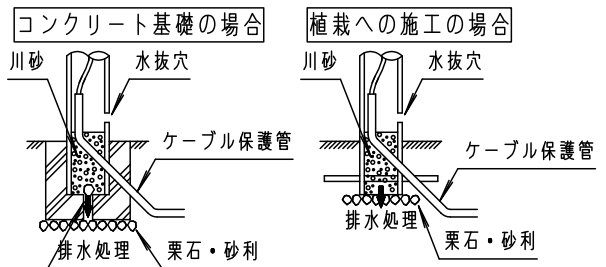 コンクリート基礎の場合
川砂
水抜穴
ケーブル保護管
排水処理
栗石・砂利
植栽への施工の場合
川砂
水抜穴
ケーブル保護管
排水処理
栗石・砂利